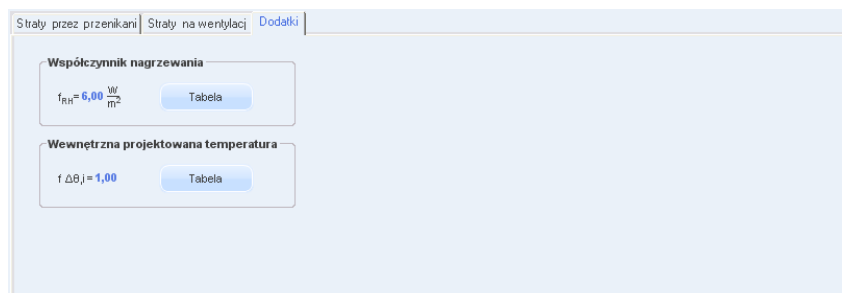 Straty przez przenikani Straty na wentylacj Dodatki
Współczynnik nagrzewania
f_RH= 6,00 W/m² Tabela
Wewnętrzna projektowana temperatura
f Δθ,i = 1,00 Tabela